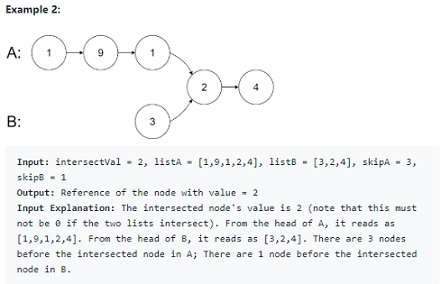 Example 2:
A: 1 9 1
2 4
B: 3
Input: intersectVal = 2, listA = [1,9,1,2,4], listB = [3,2,4], skipA = 3,
skipB = 1
Output: Reference of the node with value = 2
Input Explanation: The intersected node's value is 2 (note that this must
not be 0 if the two lists intersect). From the head of A, it reads as
[1,9,1,2,4]. From the head of B, it reads as [3,2,4]. There are 3 nodes
before the intersected node in A; There are 1 node before the intersected
node in B.